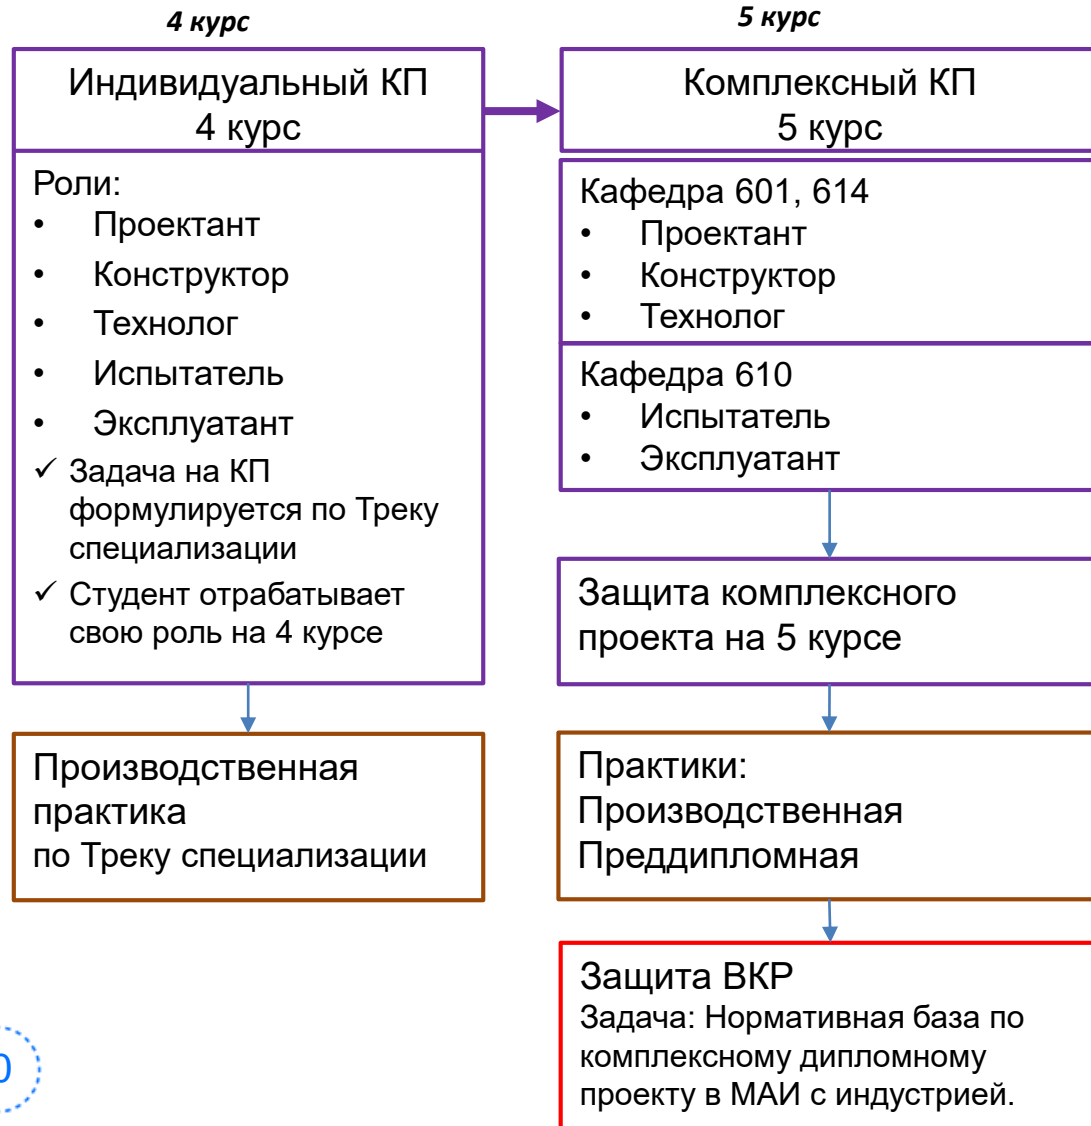 4 курс
Индивидуальный КП
4 курс
Роли:
• Проектант
• Конструктор
• Технолог
• Испытатель
• Эксплуатант
✓ Задача на КП
формулируется по Треку
специализации
✓ Студент отрабатывает
свою роль на 4 курсе
Производственная
практика
по Треку специализации
5 курс
Комплексный КП
5 курс
Кафедра 601, 614
• Проектант
• Конструктор
• Технолог
Кафедра 610
• Испытатель
• Эксплуатант
Защита комплексного
проекта на 5 курсе
Практики:
Производственная
Преддипломная
Защита ВКР
Задача: Нормативная база по
комплексному дипломному
проекту в МАИ с индустрией.